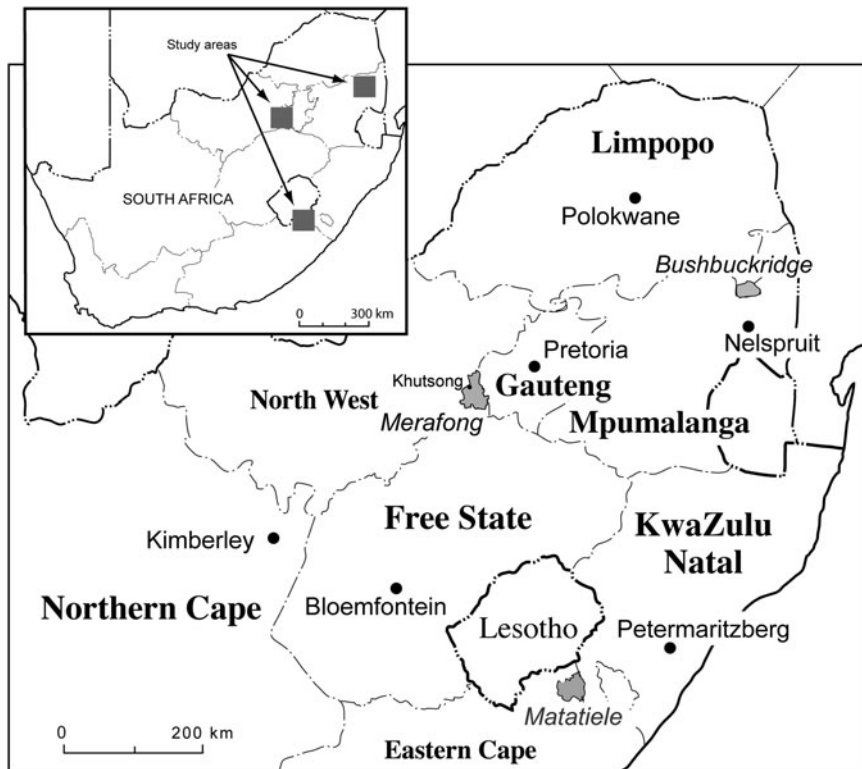 Study areas
SOUTH AFRICA
0 300 km
Limpopo
Polokwane
Bushbuckridge
Nelspruit
Pretoria
Khutsong
Gauteng
North West
Merafong
Mpumalanga
Free State
KwaZulu
Natal
Kimberley
Northern Cape
Bloemfontein
Lesotho
Petermaritzberg
Matatiele
0 200 km
Eastern Cape